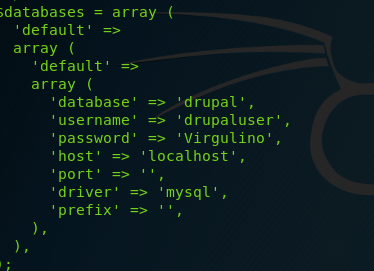 $databases = array (
  'default' =>
  array (
    'default' =>
    array (
      'database' => 'drupal',
      'username' => 'drupaluser',
      'password' => 'Virgulino',
      'host' => 'localhost',
      'port' => '',
      'driver' => 'mysql',
      'prefix' => '',
    ),
  ),
);